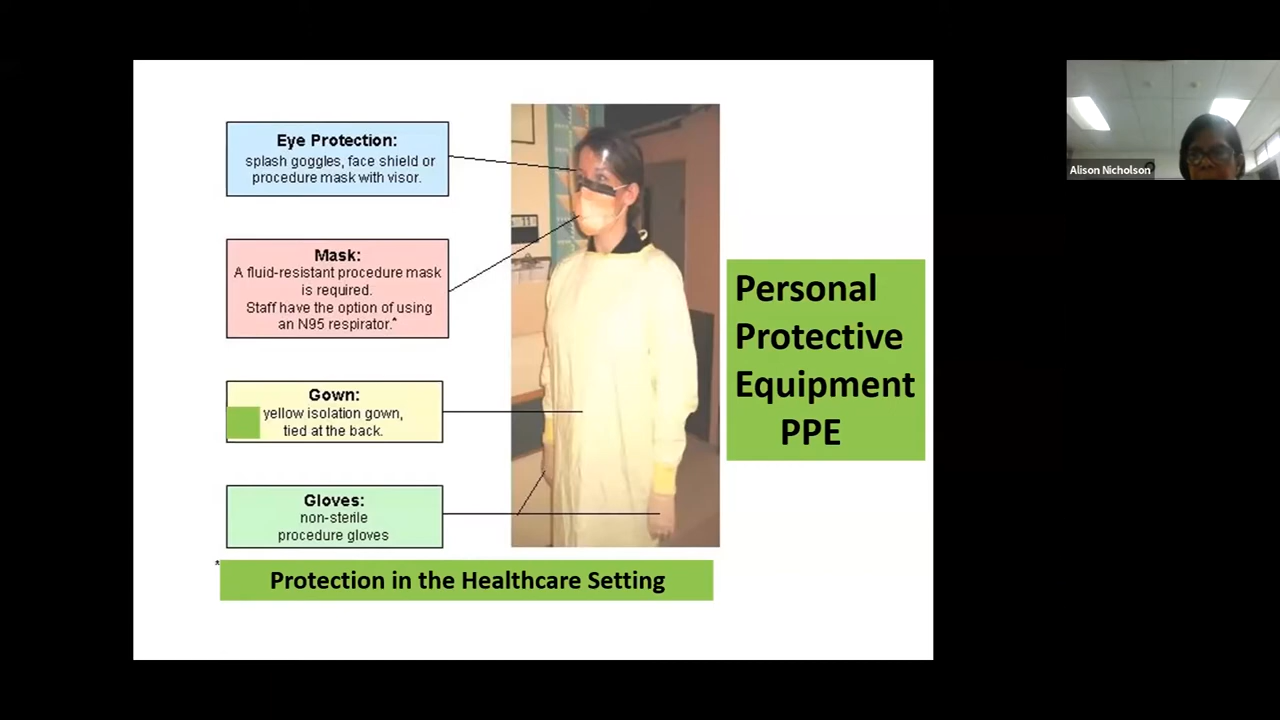 Eye Protection:
splash goggles, face shield or
procedure mask with visor.
Mask:
A fluid-resistant procedure mask
is required.
Staff have the option of using
an N95 respirator.*
Gown:
yellow isolation gown,
tied at the back.
Gloves:
non-sterile
procedure gloves
*
Protection in the Healthcare Setting
Personal
Protective
Equipment
PPE
Alison Nicholson